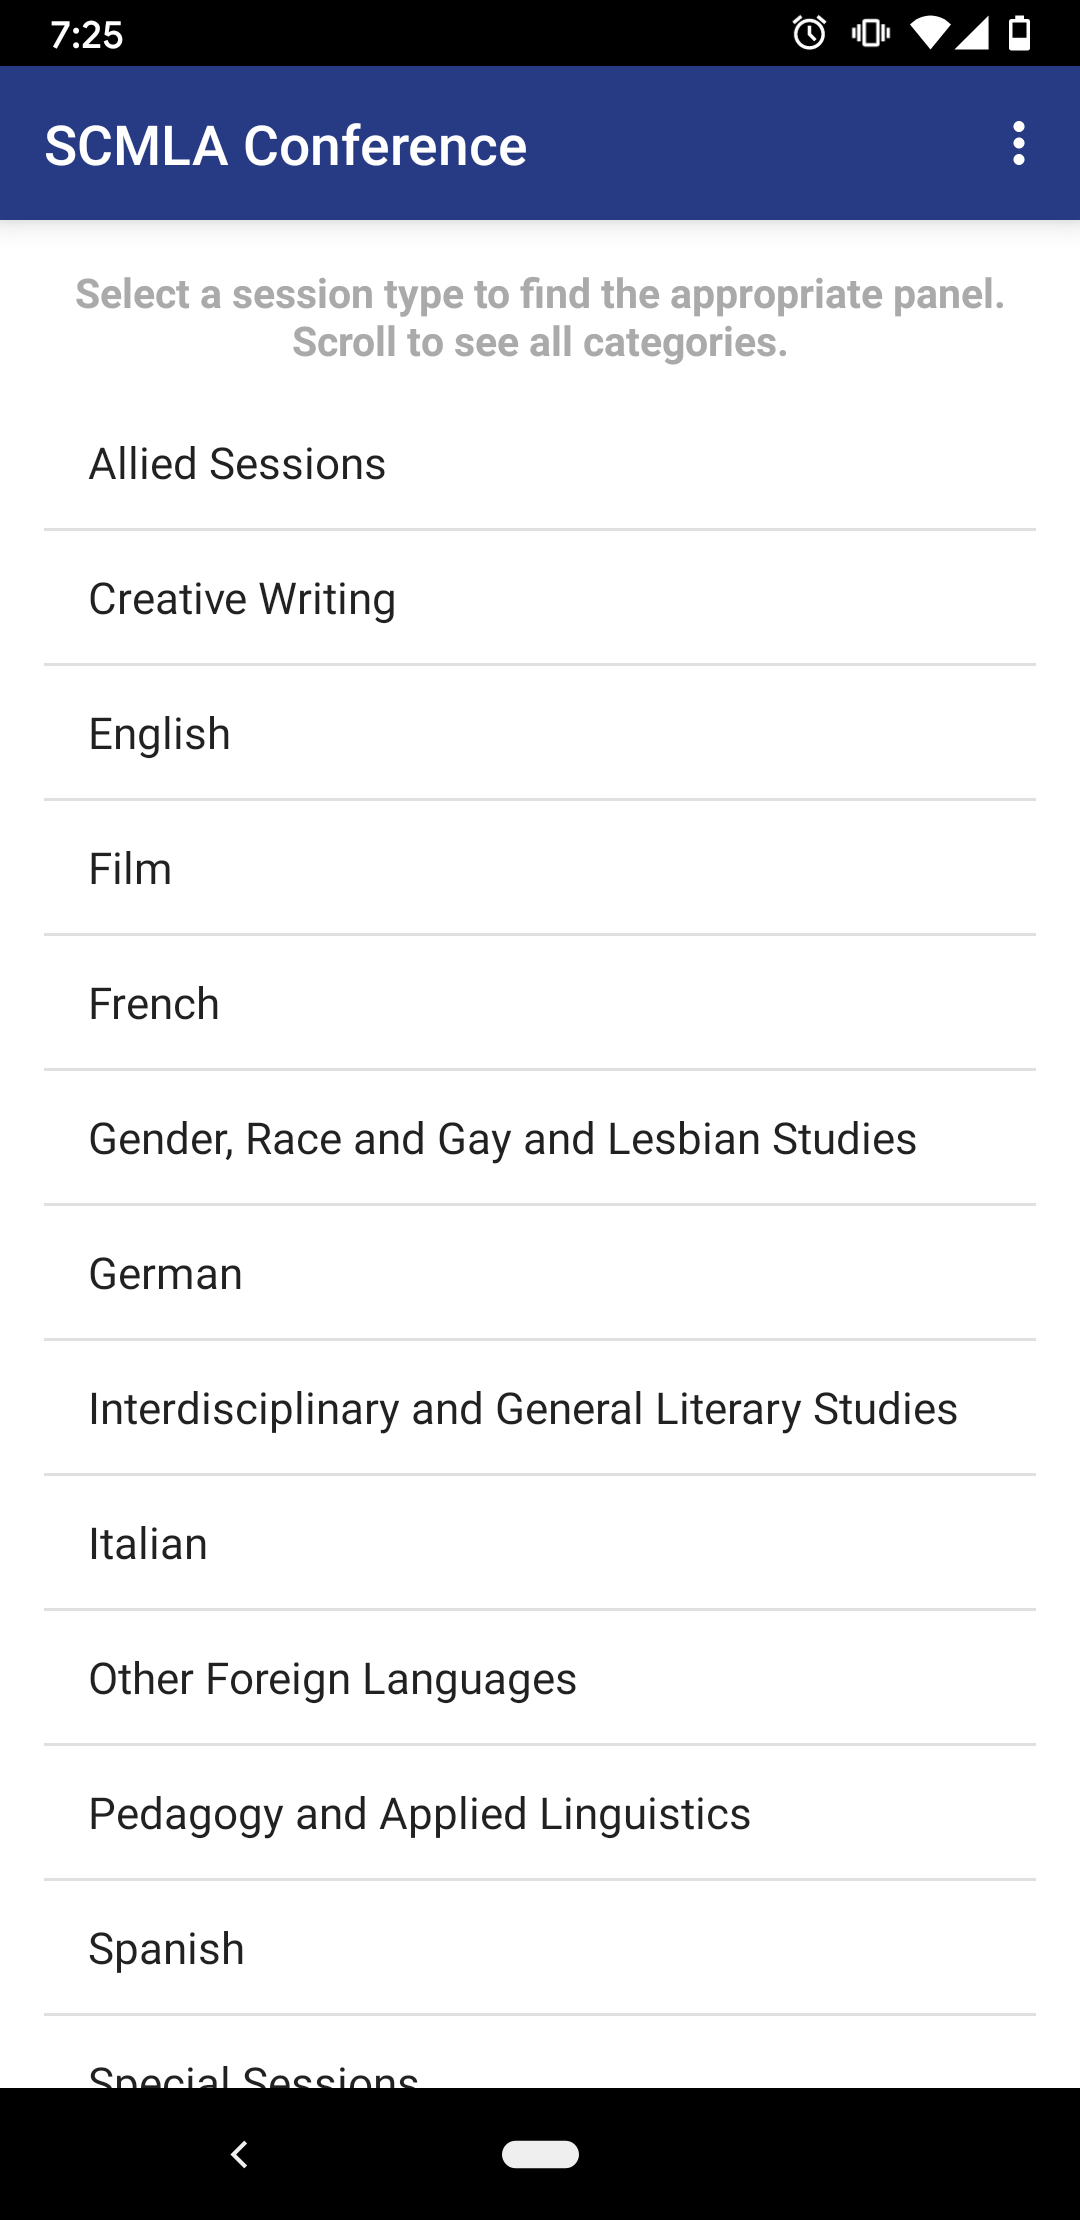 7:25
SCMLA Conference
Select a session type to find the appropriate panel.
Scroll to see all categories.
Allied Sessions
Creative Writing
English
Film
French
Gender, Race and Gay and Lesbian Studies
German
Interdisciplinary and General Literary Studies
Italian
Other Foreign Languages
Pedagogy and Applied Linguistics
Spanish
Special Sessions